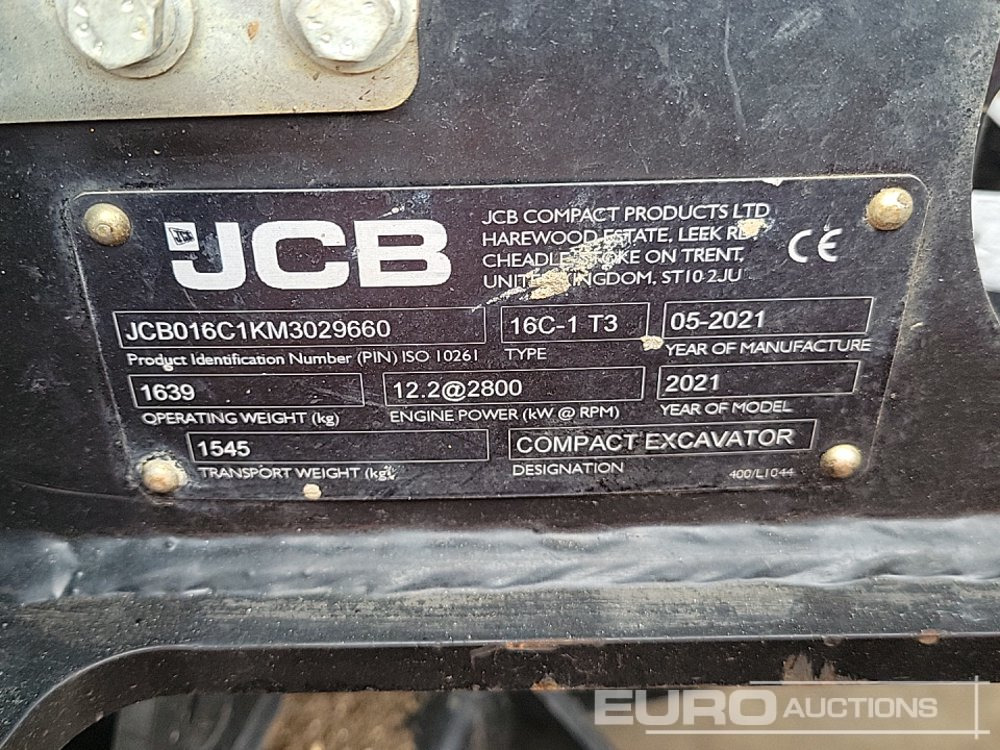 JCB
JCB COMPACT PRODUCTS LTD
HAREWOOD ESTATE, LEEK RD,
CHEADLE, STOKE ON TRENT,
UNITED KINGDOM, ST10 2JU
CE
JCB016C1KM3029660
Product Identification Number (PIN) ISO 10261
16C-1 T3
TYPE
05-2021
YEAR OF MANUFACTURE
1639
OPERATING WEIGHT (kg)
12.2@2800
ENGINE POWER (kW @ RPM)
2021
YEAR OF MODEL
1545
TRANSPORT WEIGHT (kg)
COMPACT EXCAVATOR
DESIGNATION
400/L1044
EURO AUCTIONS